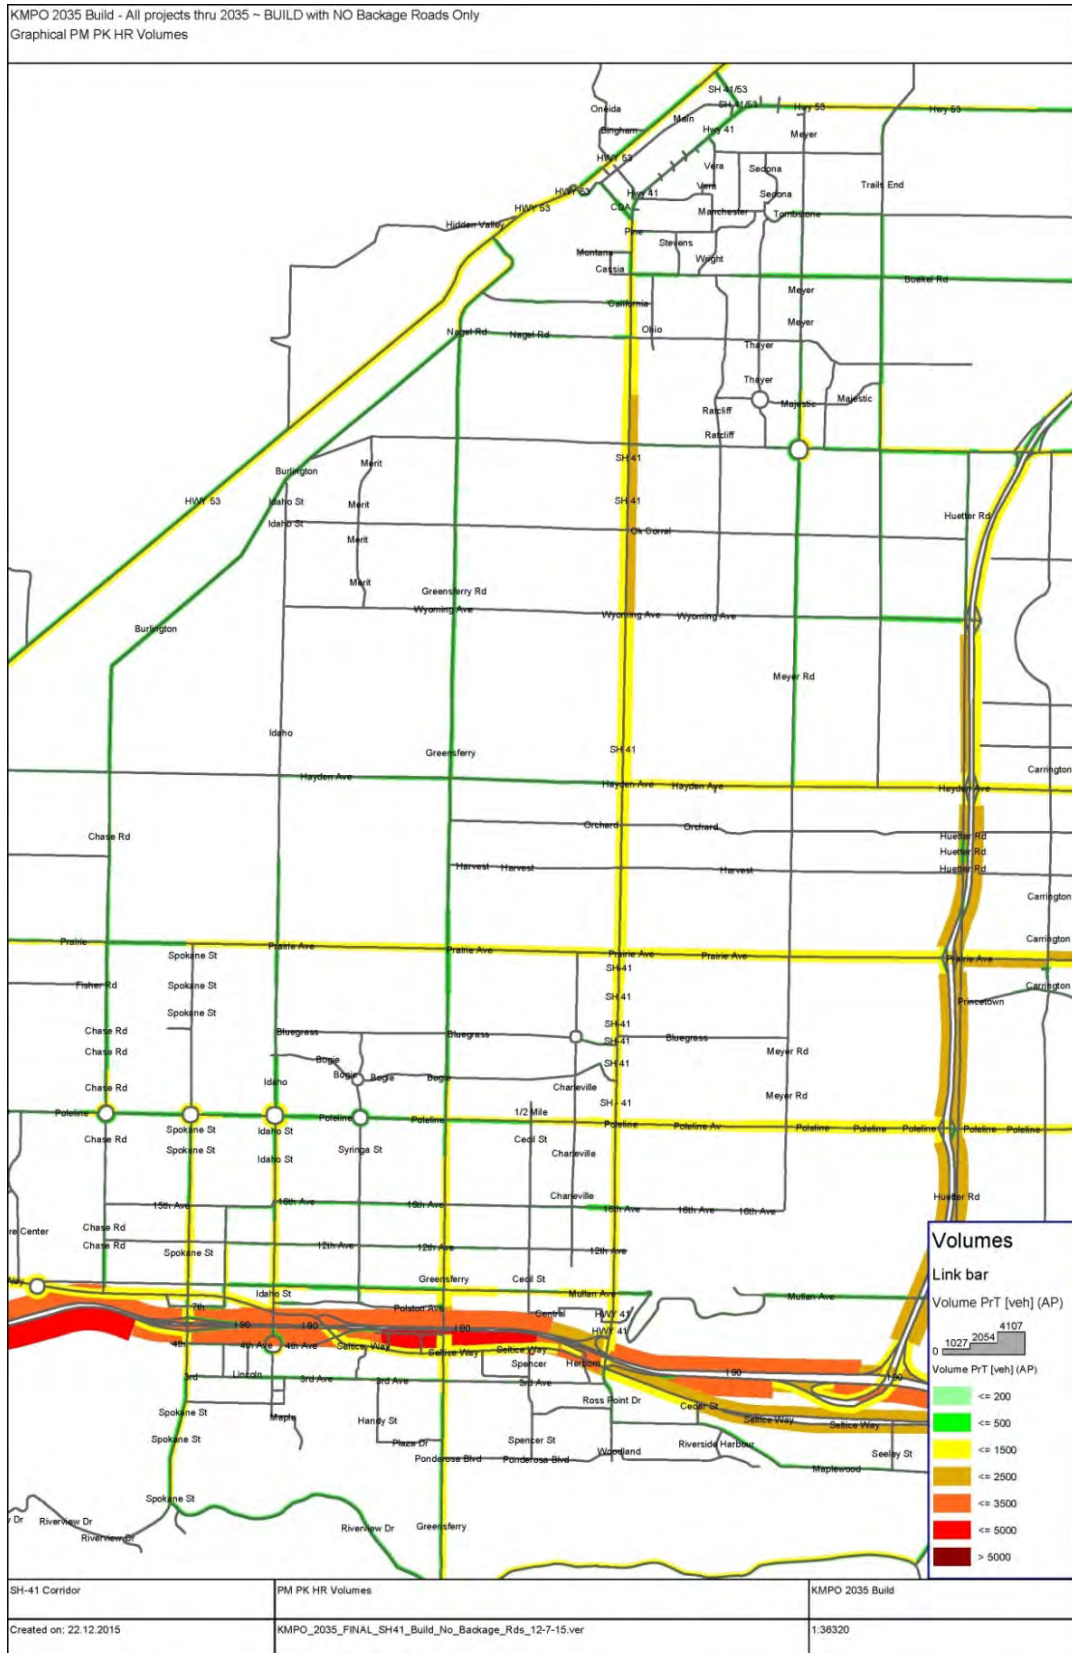 KMPO 2035 Build - All projects thru 2035 ~ BUILD with NO Backage Roads Only
Graphical PM PK HR Volumes
SH 41/53
SH 41/53
Hwy 53
Hwy 53
Oneida
Main
Bingham
Hwy 41
Meyer
HWY 53
Vera
Sedona
Trails End
HWY 53
Hwy 41
Vera
Sedona
HWY 53
CDA
Manchester
Tombstone
Hidden Valley
Pine
Stevens
Montana
Wright
Cassia
Boekel Rd
Meyer
California
Nagel Rd
Nagel Rd
Ohio
Meyer
Thayer
Thayer
Majestic
Majestic
Ratcliff
Ratcliff
Burlington
Merit
SH 41
HWY 53
Idaho St
Merit
SH 41
Huetter Rd
Idaho St
Merit
Ok Corral
Merit
Greensferry Rd
Wyoming Ave
Wyoming Ave
Wyoming Ave
Burlington
Meyer Rd
Idaho
Greensferry
SH 41
Hayden Ave
Hayden Ave
Hayden Ave
Hayden Ave
Carrington
Chase Rd
Orchard
Orchard
Huetter Rd
Huetter Rd
Harvest
Harvest
Harvest
Huetter Rd
Carrington
Prairie
Prairie Ave
Prairie Ave
Prairie Ave
Prairie Ave
Prairie Ave
Carrington
Spokane St
SH-41
Fisher Rd
Spokane St
SH 41
Princetown
Carrington
Spokane St
SH 41
Chase Rd
Bluegrass
Bluegrass
SH-41
Bluegrass
Chase Rd
Bogie
SH 41
Meyer Rd
Chase Rd
Idaho
Bogie
Bogie
Bogie
Charleville
Meyer Rd
SH - 41
Poleline
Poleline
Poleline
1/2 Mile
Poleline
Poleline Av
Poleline
Poleline
Poleline
Poleline
Poleline
Chase Rd
Spokane St
Idaho St
Cecil St
Spokane St
Idaho St
Syringa St
Charleville
15th Ave
16th Ave
16th Ave
Charleville
16th Ave
16th Ave
16th Ave
Huetter Rd
re Center
Chase Rd
Chase Rd
Spokane St
12th Ave
12th Ave
12th Ave
Way
Idaho St
Greensferry
Cecil St
Mullan Ave
Mullan Ave
7th
Polston Ave
Central
HWY 41
I 90
I 90
I 90
HWY 41
4th
4th Ave
4th Ave
Seltice Way
Seltice Way
Seltice Way
Herborn
Spencer
I 90
I 90
3rd
Lincoln
3rd Ave
3rd Ave
3rd Ave
Ross Point Dr
Cedar St
Spokane St
Maple
Handy St
Seltice Way
Seltice Way
Spokane St
Plaza Dr
Spencer St
Woodland
Riverside Harbour
Seeley St
Ponderosa Blvd
Ponderosa Blvd
Maplewood
Spokane St
Dr
Riverview Dr
Riverview Dr
Riverview Dr
Greensferry
Volumes
Link bar
Volume PrT [veh] (AP)
0 1027 2054 4107
Volume PrT [veh] (AP)
<= 200
<= 500
<= 1500
<= 2500
<= 3500
<= 5000
> 5000
SH-41 Corridor
PM PK HR Volumes
KMPO 2035 Build
Created on: 22.12.2015
KMPO_2035_FINAL_SH41_Build_No_Backage_Rds_12-7-15.ver
1:36320